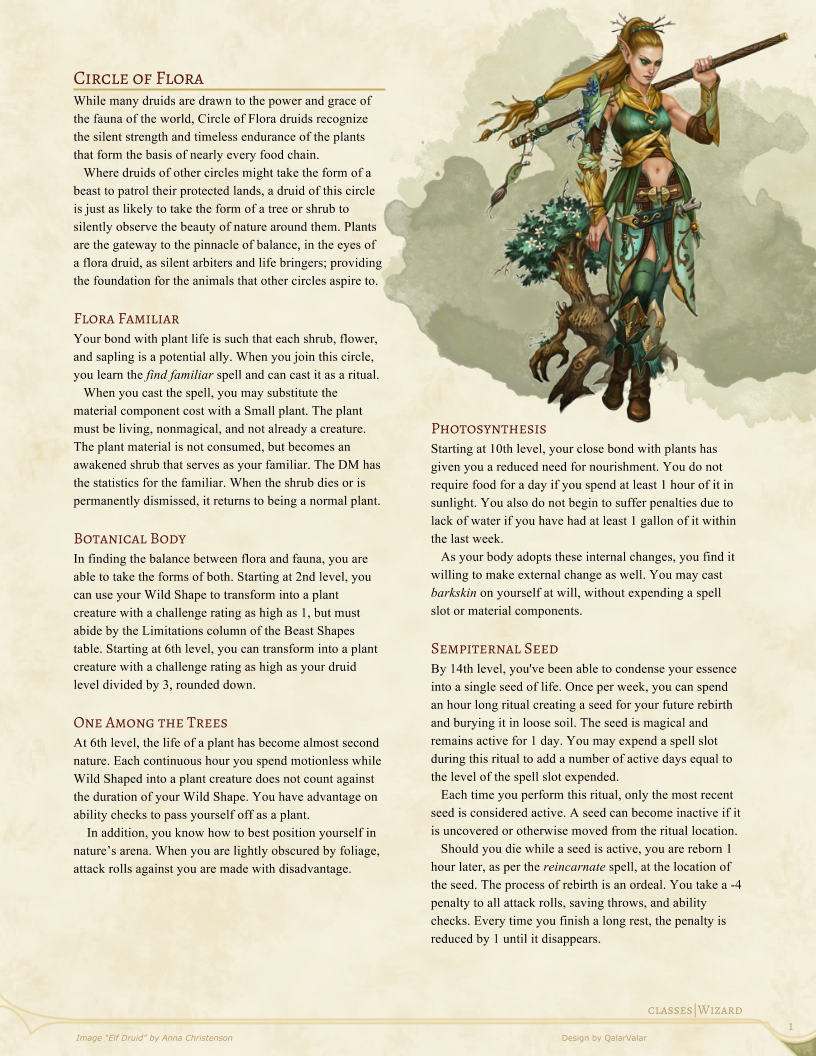 Circle of Flora
While many druids are drawn to the power and grace of
the fauna of the world, Circle of Flora druids recognize
the silent strength and timeless endurance of the plants
that form the basis of nearly every food chain.
Where druids of other circles might take the form of a
beast to patrol their protected lands, a druid of this circle
is just as likely to take the form of a tree or shrub to
silently observe the beauty of nature around them. Plants
are the gateway to the pinnacle of balance, in the eyes of
a flora druid, as silent arbiters and life bringers; providing
the foundation for the animals that other circles aspire to.
Flora Familiar
Your bond with plant life is such that each shrub, flower,
and sapling is a potential ally. When you join this circle,
you learn the find familiar spell and can cast it as a ritual.
When you cast the spell, you may substitute the
material component cost with a Small plant. The plant
must be living, nonmagical, and not already a creature.
The plant material is not consumed, but becomes an
awakened shrub that serves as your familiar. The DM has
the statistics for the familiar. When the shrub dies or is
permanently dismissed, it returns to being a normal plant.
Botanical Body
In finding the balance between flora and fauna, you are
able to take the forms of both. Starting at 2nd level, you
can use your Wild Shape to transform into a plant
creature with a challenge rating as high as 1, but must
abide by the Limitations column of the Beast Shapes
table. Starting at 6th level, you can transform into a plant
creature with a challenge rating as high as your druid
level divided by 3, rounded down.
One Among the Trees
At 6th level, the life of a plant has become almost second
nature. Each continuous hour you spend motionless while
Wild Shaped into a plant creature does not count against
the duration of your Wild Shape. You have advantage on
ability checks to pass yourself off as a plant.
In addition, you know how to best position yourself in
nature's arena. When you are lightly obscured by foliage,
attack rolls against you are made with disadvantage.
Photosynthesis
Starting at 10th level, your close bond with plants has
given you a reduced need for nourishment. You do not
require food for a day if you spend at least 1 hour of it in
sunlight. You also do not begin to suffer penalties due to
lack of water if you have had at least 1 gallon of it within
the last week.
As your body adopts these internal changes, you find it
willing to make external change as well. You may cast
barkskin on yourself at will, without expending a spell
slot or material components.
Sempiternal Seed
By 14th level, you've been able to condense your essence
into a single seed of life. Once per week, you can spend
an hour long ritual creating a seed for your future rebirth
and burying it in loose soil. The seed is magical and
remains active for 1 day. You may expend a spell slot
during this ritual to add a number of active days equal to
the level of the spell slot expended.
Each time you perform this ritual, only the most recent
seed is considered active. A seed can become inactive if it
is uncovered or otherwise moved from the ritual location.
Should you die while a seed is active, you are reborn 1
hour later, as per the reincarnate spell, at the location of
the seed. The process of rebirth is an ordeal. You take a -4
penalty to all attack rolls, saving throws, and ability
checks. Every time you finish a long rest, the penalty is
reduced by 1 until it disappears.
classes|Wizard
1
Image "Elf Druid" by Anna Christenson
Design by QalarValar